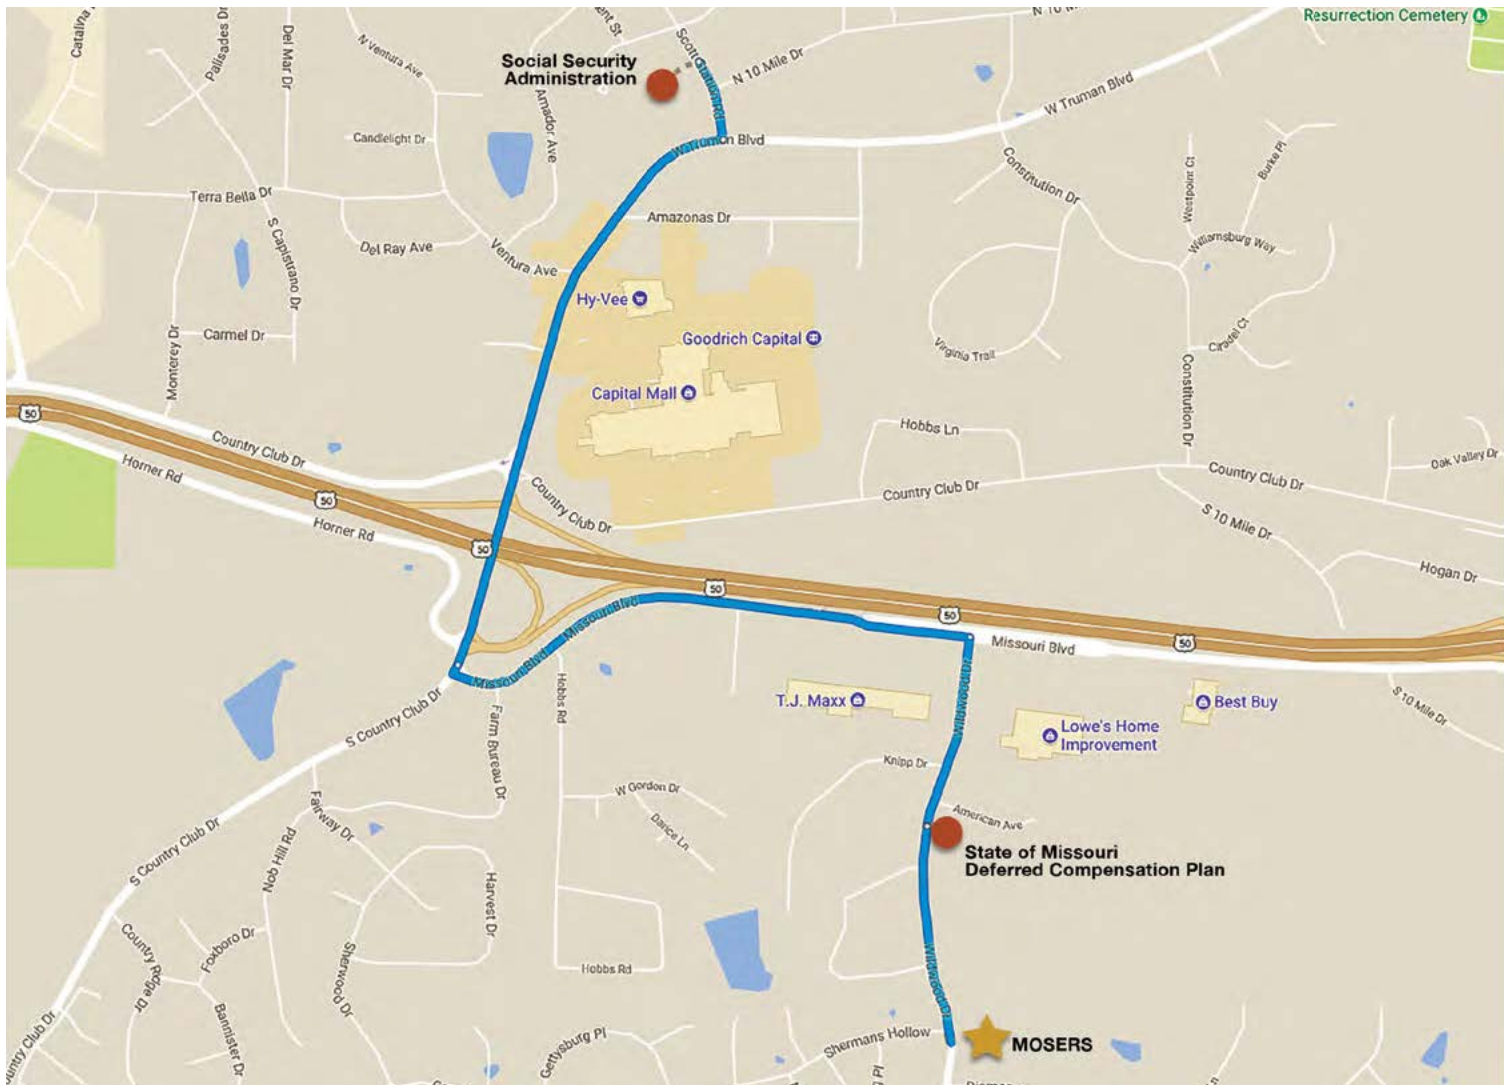 Resurrection Cemetery
Catalina
Palisades Dr
Del Mar Dr
N Ventura Ave
Social Security
Administration
N 10 Mile Dr
W Truman Blvd
Amador Ave
Candlelight Dr
W Truman Blvd
Constitution Dr
Westpoint Ct
Burke Pl
Terra Bella Dr
Amazonas Dr
S Capistrano Dr
Del Ray Ave
Ventura Ave
Williamsburg Way
Hy-Vee
Goodrich Capital
Carmel Dr
Monterey Dr
Virginia Trail
Citadel Ct
Constitution Dr
Capital Mall
50
Country Club Dr
Hobbs Ln
Oak Valley Dr
Horner Rd
50
Country Club Dr
Country Club Dr
Country Club Dr
Horner Rd
S 10 Mile Dr
50
Hogan Dr
50
50
50
Missouri Blvd
Missouri Blvd
Missouri Blvd
S Country Club Dr
Hobbs Rd
Farm Bureau Dr
T.J. Maxx
Wildwood Dr
Best Buy
S 10 Mile Dr
Lowe's Home
Improvement
Knipp Dr
W Gordon Dr
Fairway Dr
American Ave
Darice Ln
S Country Club Dr
Nob Hill Rd
State of Missouri
Deferred Compensation Plan
Harvest Dr
Country Ridge Dr
Foxboro Dr
Sherwood Dr
Hobbs Rd
Wildwood Dr
Bannister Dr
Gettysburg Pl
Shermans Hollow
MOSERS